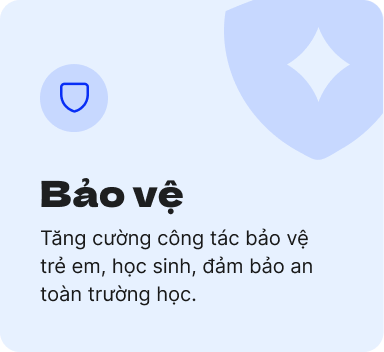 Bảo vệ
Tăng cường công tác bảo vệ
trẻ em, học sinh, đảm bảo an
toàn trường học.